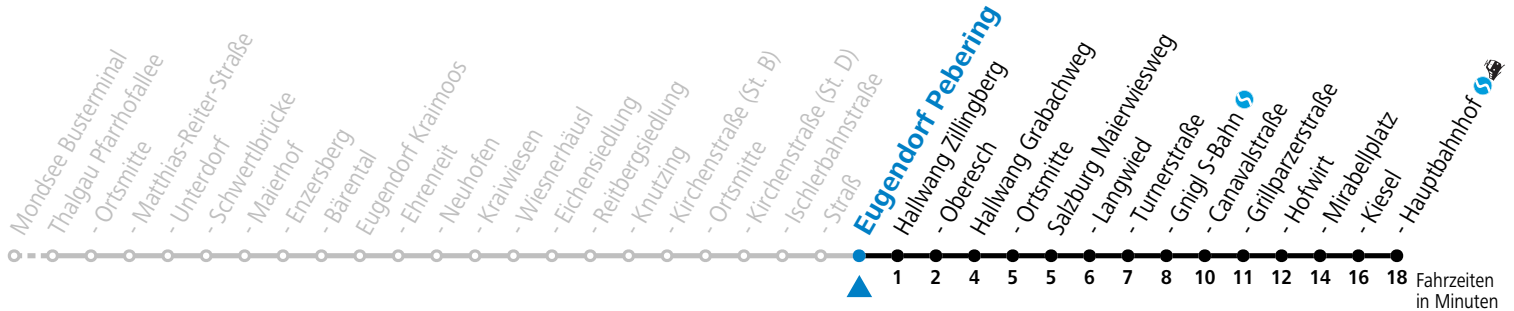 Mondsee Busterminal
Thalgau Pfarrhofallee
- Ortsmitte
- Matthias-Reiter-Straße
- Unterdorf
- Schwertlbrücke
- Maierhof
- Enzersberg
- Bärental
Eugendorf Kraimoos
- Ehrenreit
- Neuhofen
- Kraiwiesen
- Wiesnerhäusl
- Eichensiedlung
- Reitbergsiedlung
- Knutzing
- Kirchenstraße (St. B)
- Ortsmitte
- Kirchenstraße (St. D)
- Ischlerbahnstraße
- Straß
Eugendorf Pebering
Hallwang Zillingberg
- Oberesch
Hallwang Grabachweg
- Ortsmitte
Salzburg Maierwiesweg
- Langwied
- Turnerstraße
- Gnigl S-Bahn
- Canavalstraße
- Grillparzerstraße
- Hofwirt
- Mirabellplatz
- Kiesel
- Hauptbahnhof
1 2 4 5 5 6 7 8 10 11 12 14 16 18 Fahrzeiten
in Minuten